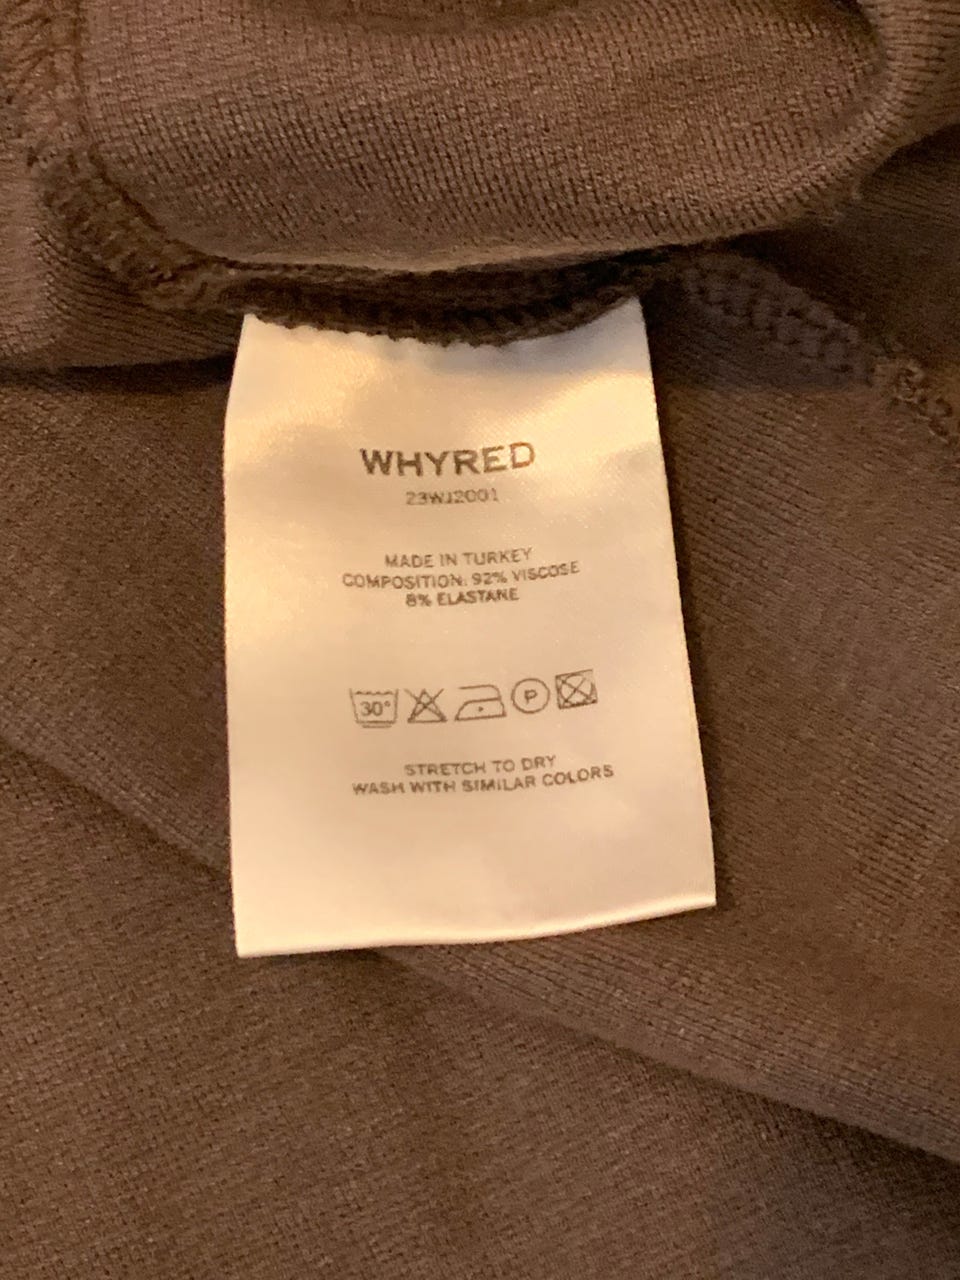 WHYRED
23WJ2001
MADE IN TURKEY
COMPOSITION: 92% VISCOSE
8% ELASTANE
30° P
STRETCH TO DRY
WASH WITH SIMILAR COLORS